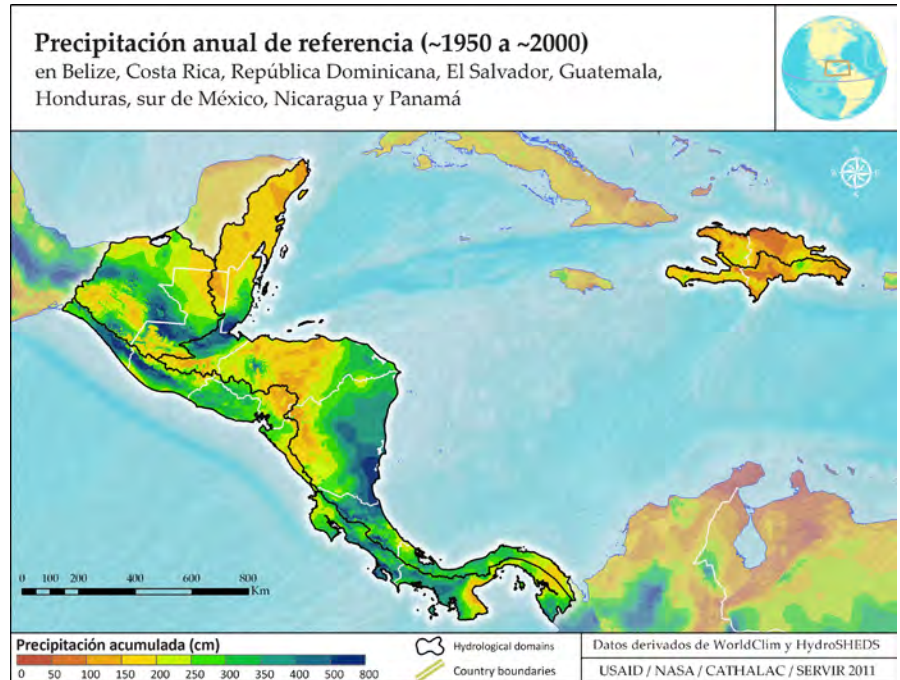 Precipitación anual de referencia (~1950 a ~2000)
en Belize, Costa Rica, República Dominicana, El Salvador, Guatemala,
Honduras, sur de México, Nicaragua y Panamá
N
0 100 200 400 600 800
Km
Precipitación acumulada (cm)
0 50 100 150 200 250 300 350 400 500 800
Hydrological domains
Country boundaries
Datos derivados de WorldClim y HydroSHEDS
USAID / NASA / CATHALAC / SERVIR 2011